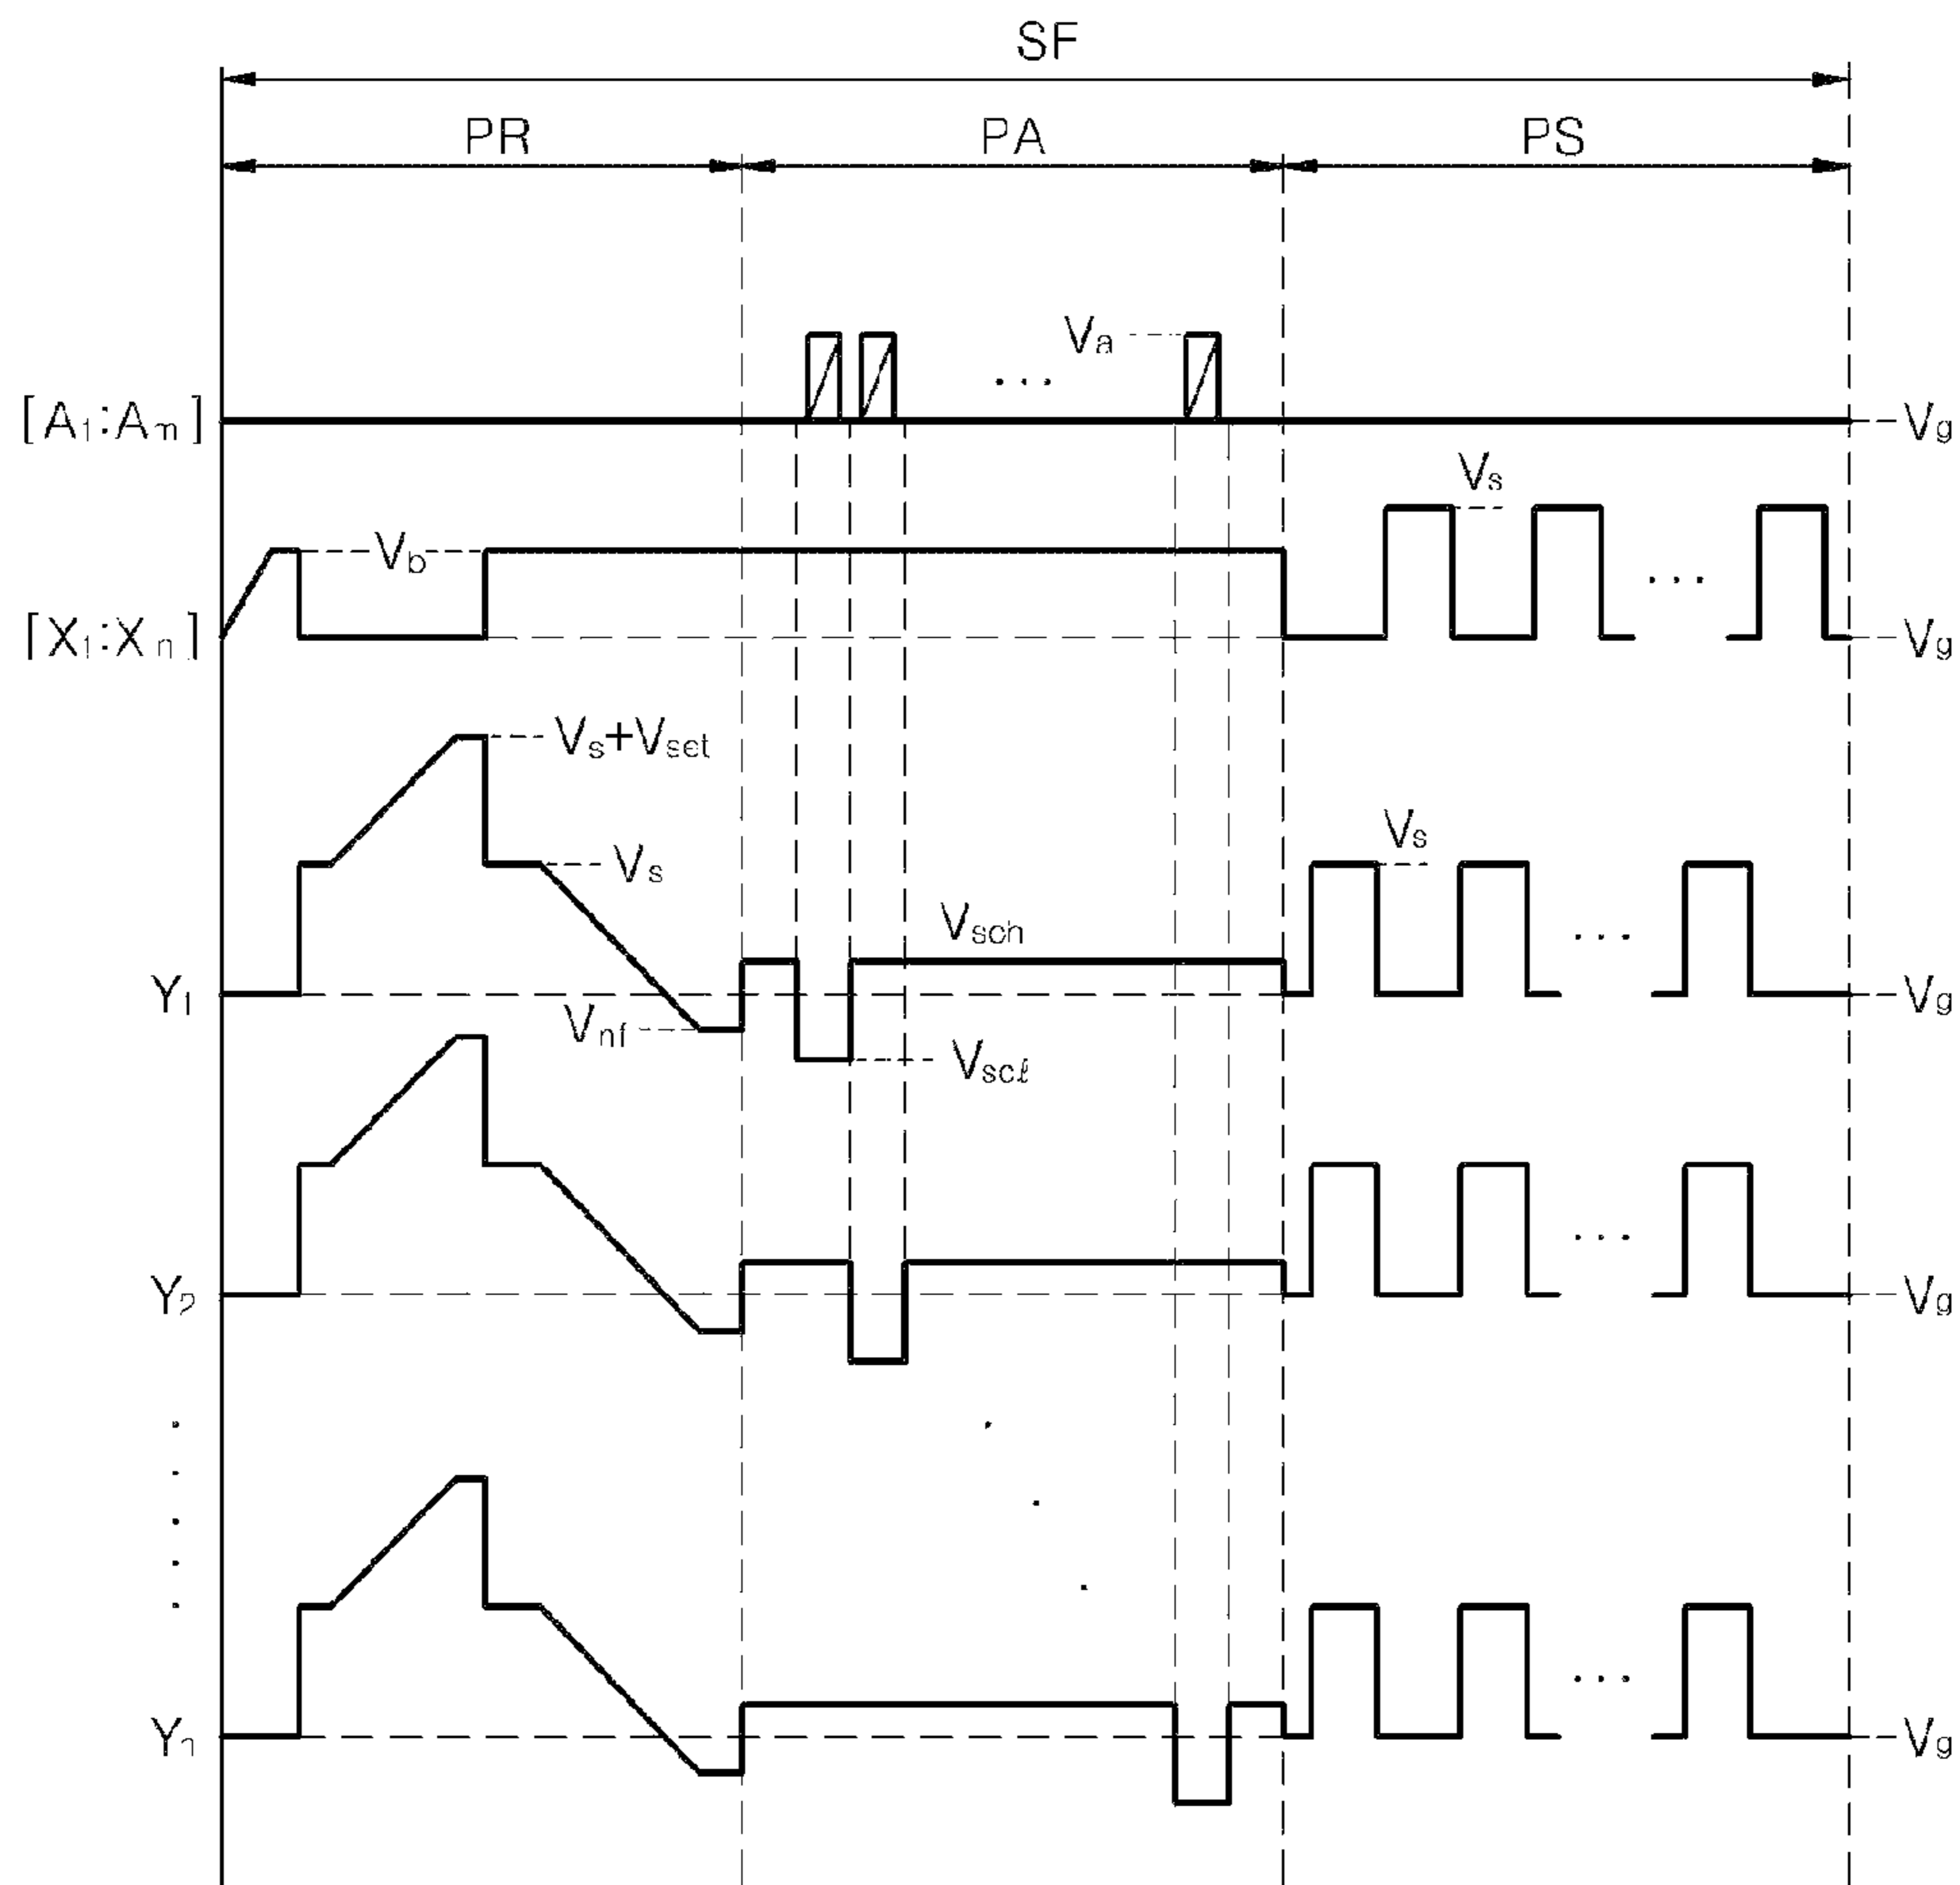 SF
PR PA PS
Va
[A1:Am] Vg
Vs
Vb
[X1:Xn] Vg
Vs+Vset
Vs Vs
Vsch
Y1 Vg
Vnf
Vscℓ
Y2 Vg
Yn Vg